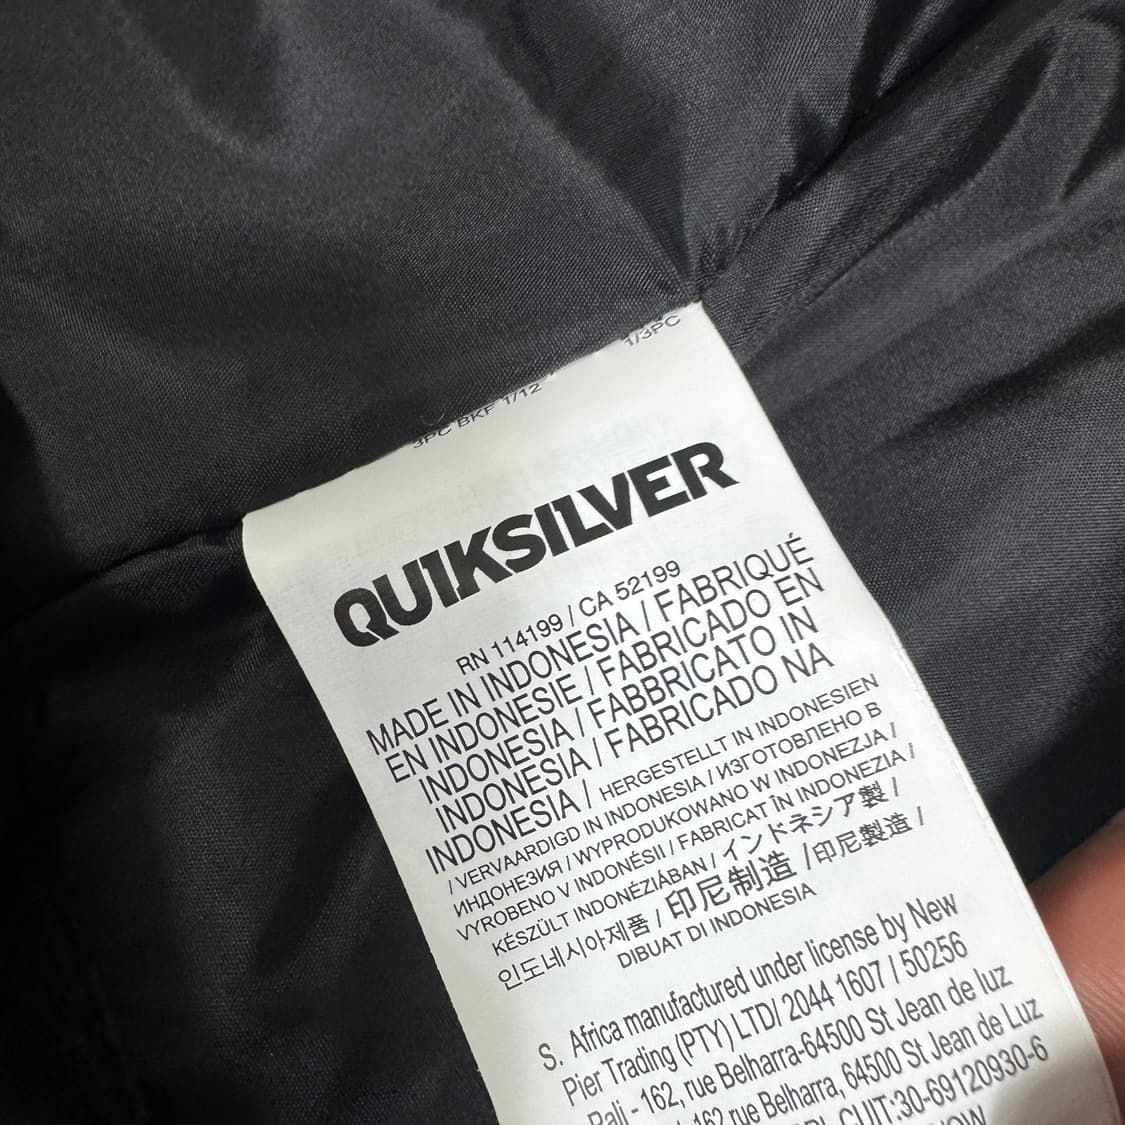 1/3PC
3PC BKF 1/12
QUIKSILVER
RN 114199 / CA 52199
MADE IN INDONESIA / FABRIQUÉ
EN INDONESIE / FABRICADO EN
INDONESIA / FABBRICATO IN
INDONESIA / FABRICADO NA
INDONESIA / HERGESTELLT IN INDONESIEN
/ VERVAARDIGD IN INDONESIA / ИЗГОТОВЛЕНО В
ИНДОНЕЗИЯ / WYPRODUKOWANO W INDONEZJA /
VYROBENO V INDONÉSII / FABRICAT ÎN INDONEZIA /
KÉSZÜLT INDONÉZIÁBAN / インドネシア製 /
인도네시아제품 / 印尼制造 / 印尼製造 /
DIBUAT DI INDONESIA
S. Africa manufactured under license by New
Pier Trading (PTY) LTD/ 2044 1607 / 50256
Pali - 162, rue Belharra-64500 St Jean de luz
162 rue Belharra, 64500 St Jean de Luz
CUIT:30-69120930-6